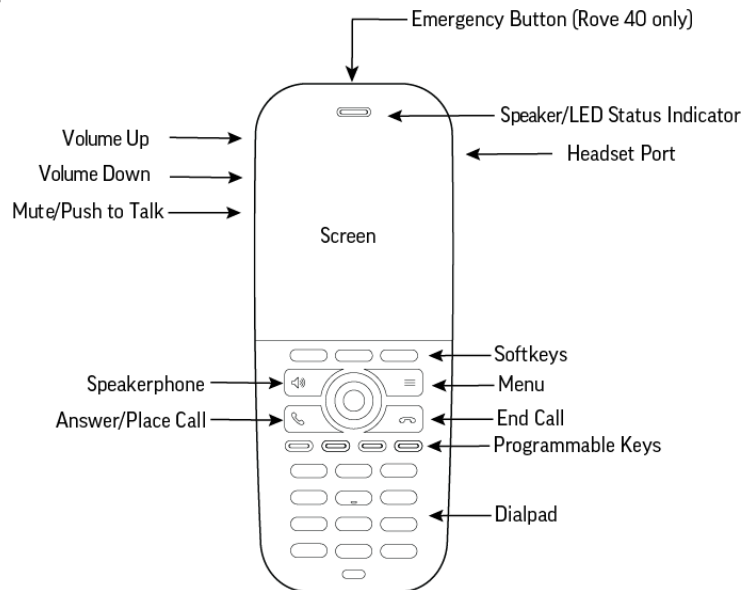 Emergency Button (Rove 40 only)
Speaker/LED Status Indicator
Volume Up
Headset Port
Volume Down
Mute/Push to Talk
Screen
Softkeys
Speakerphone
Menu
Answer/Place Call
End Call
Programmable Keys
Dialpad